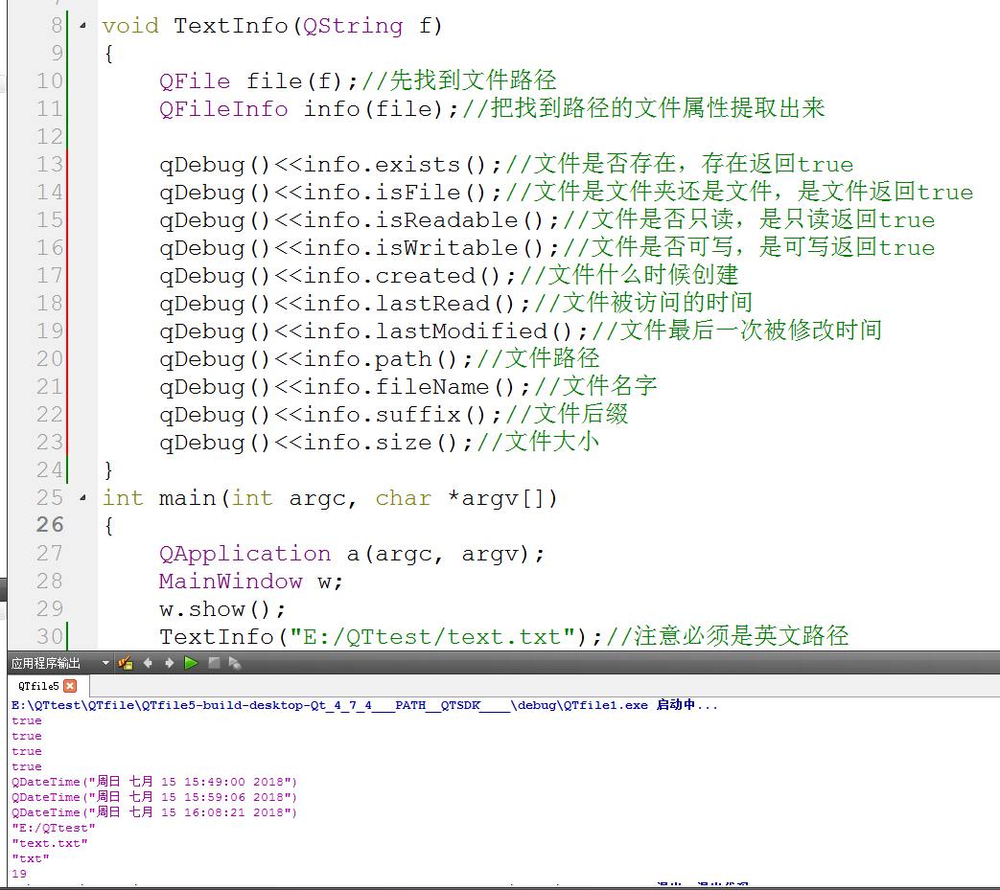 8 void TextInfo(QString f)
9 {
10 QFile file(f);//先找到文件路径
11 QFileInfo info(file);//把找到路径的文件属性提取出来
12
13 qDebug()<<info.exists();//文件是否存在，存在返回true
14 qDebug()<<info.isFile();//文件是文件夹还是文件，是文件返回true
15 qDebug()<<info.isReadable();//文件是否只读，是只读返回true
16 qDebug()<<info.isWritable();//文件是否可写，是可写返回true
17 qDebug()<<info.created();//文件什么时候创建
18 qDebug()<<info.lastRead();//文件被访问的时间
19 qDebug()<<info.lastModified();//文件最后一次被修改时间
20 qDebug()<<info.path();//文件路径
21 qDebug()<<info.fileName();//文件名字
22 qDebug()<<info.suffix();//文件后缀
23 qDebug()<<info.size();//文件大小
24 }
25 int main(int argc, char *argv[])
26 {
27 QApplication a(argc, argv);
28 MainWindow w;
29 w.show();
30 TextInfo("E:/QTtest/text.txt");//注意必须是英文路径
应用程序输出
QTfile5
E:\QTtest\QTfile\QTfile5-build-desktop-Qt_4_7_4___PATH__QTSDK____\debug\QTfile1.exe 启动中...
true
true
true
true
QDateTime("周日 七月 15 15:49:00 2018")
QDateTime("周日 七月 15 15:59:06 2018")
QDateTime("周日 七月 15 16:08:21 2018")
"E:/QTtest"
"text.txt"
"txt"
19